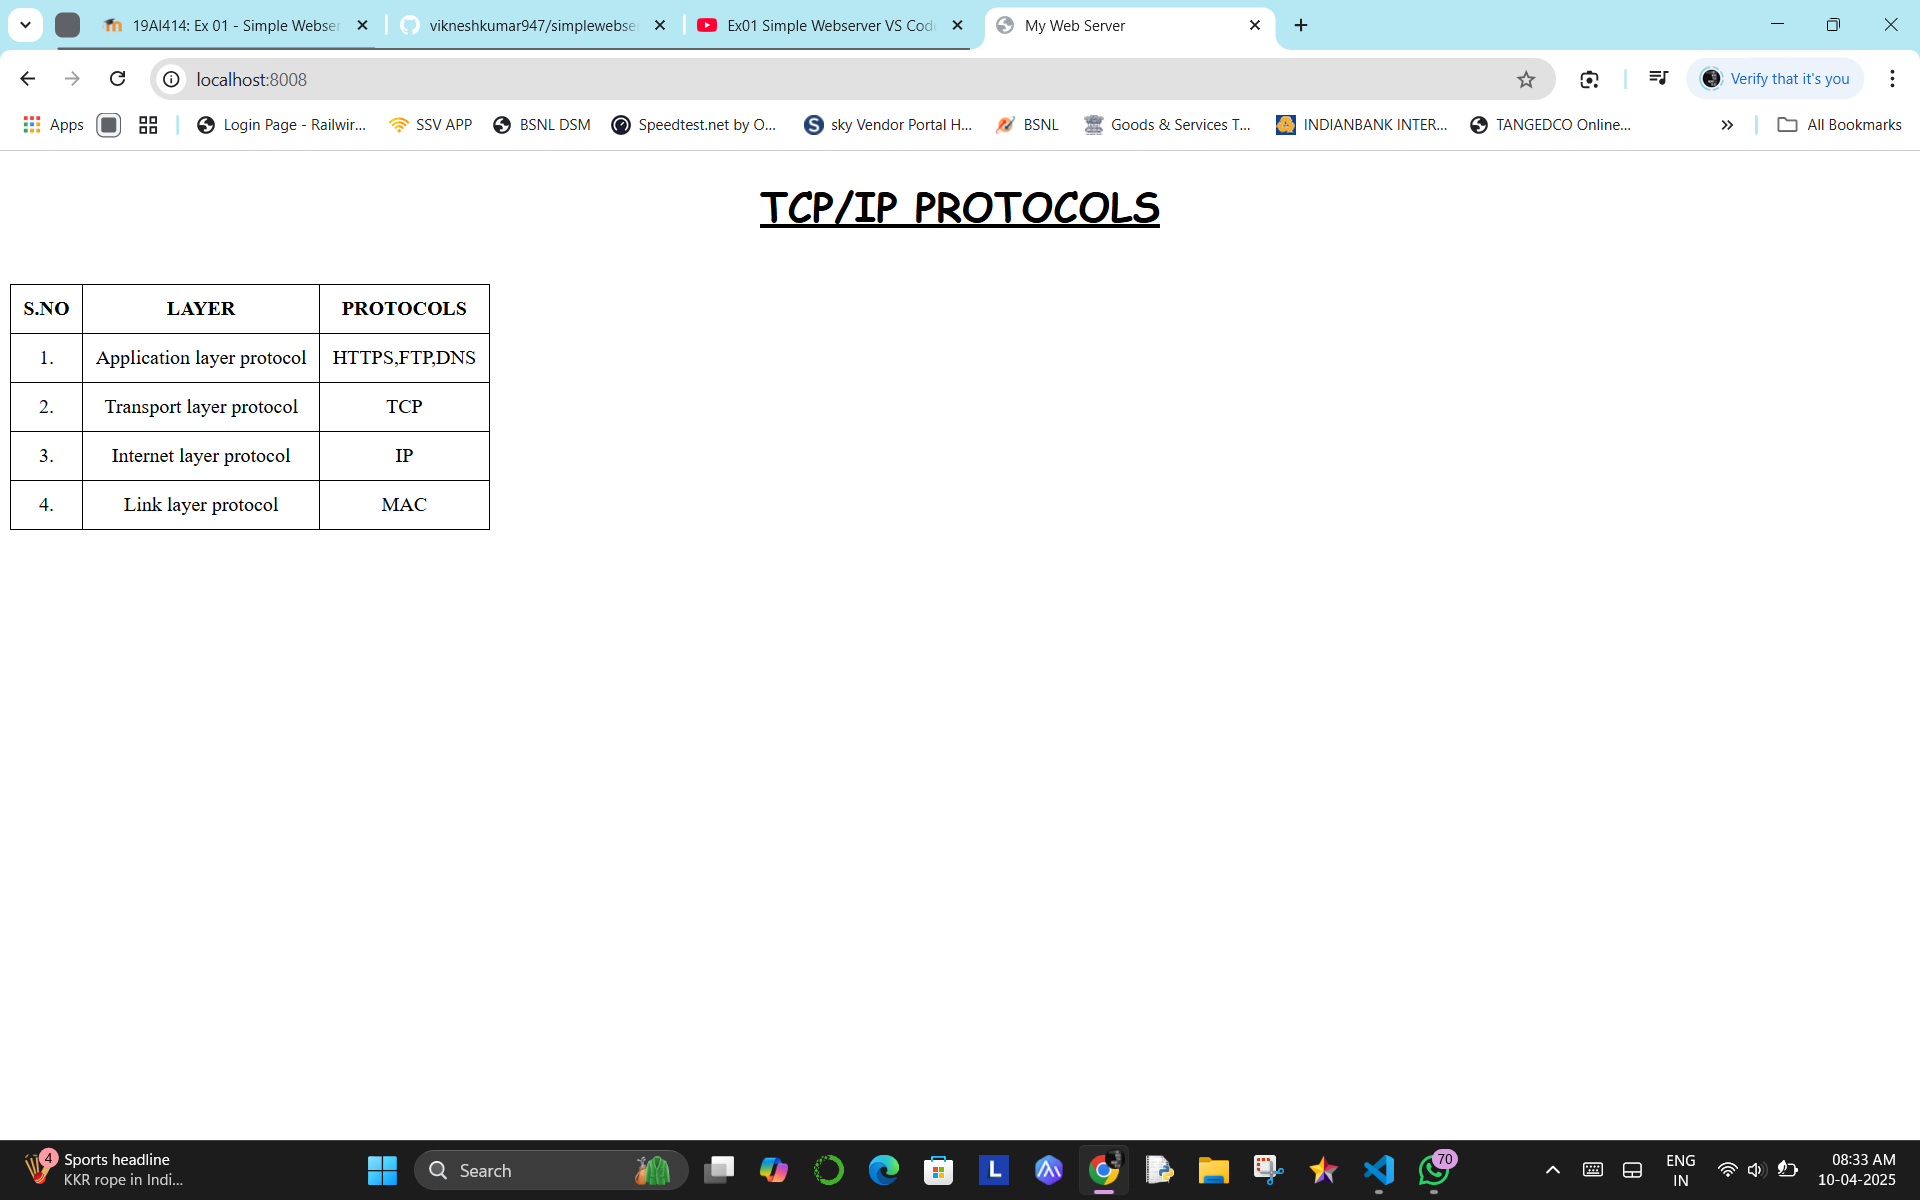 19AI414: Ex 01 - Simple Webser
vikneshkumar947/simplewebse
Ex01 Simple Webserver VS Cod
My Web Server
localhost:8008
Verify that it's you
Apps
Login Page - Railwir...
SSV APP
BSNL DSM
Speedtest.net by O...
sky Vendor Portal H...
BSNL
Goods & Services T...
INDIANBANK INTER...
TANGEDCO Online...
All Bookmarks
TCP/IP PROTOCOLS
S.NO LAYER PROTOCOLS
1. Application layer protocol HTTPS,FTP,DNS
2. Transport layer protocol TCP
3. Internet layer protocol IP
4. Link layer protocol MAC
4
Sports headline
KKR rope in Indi...
Search
L
70
ENG
IN
08:33 AM
10-04-2025